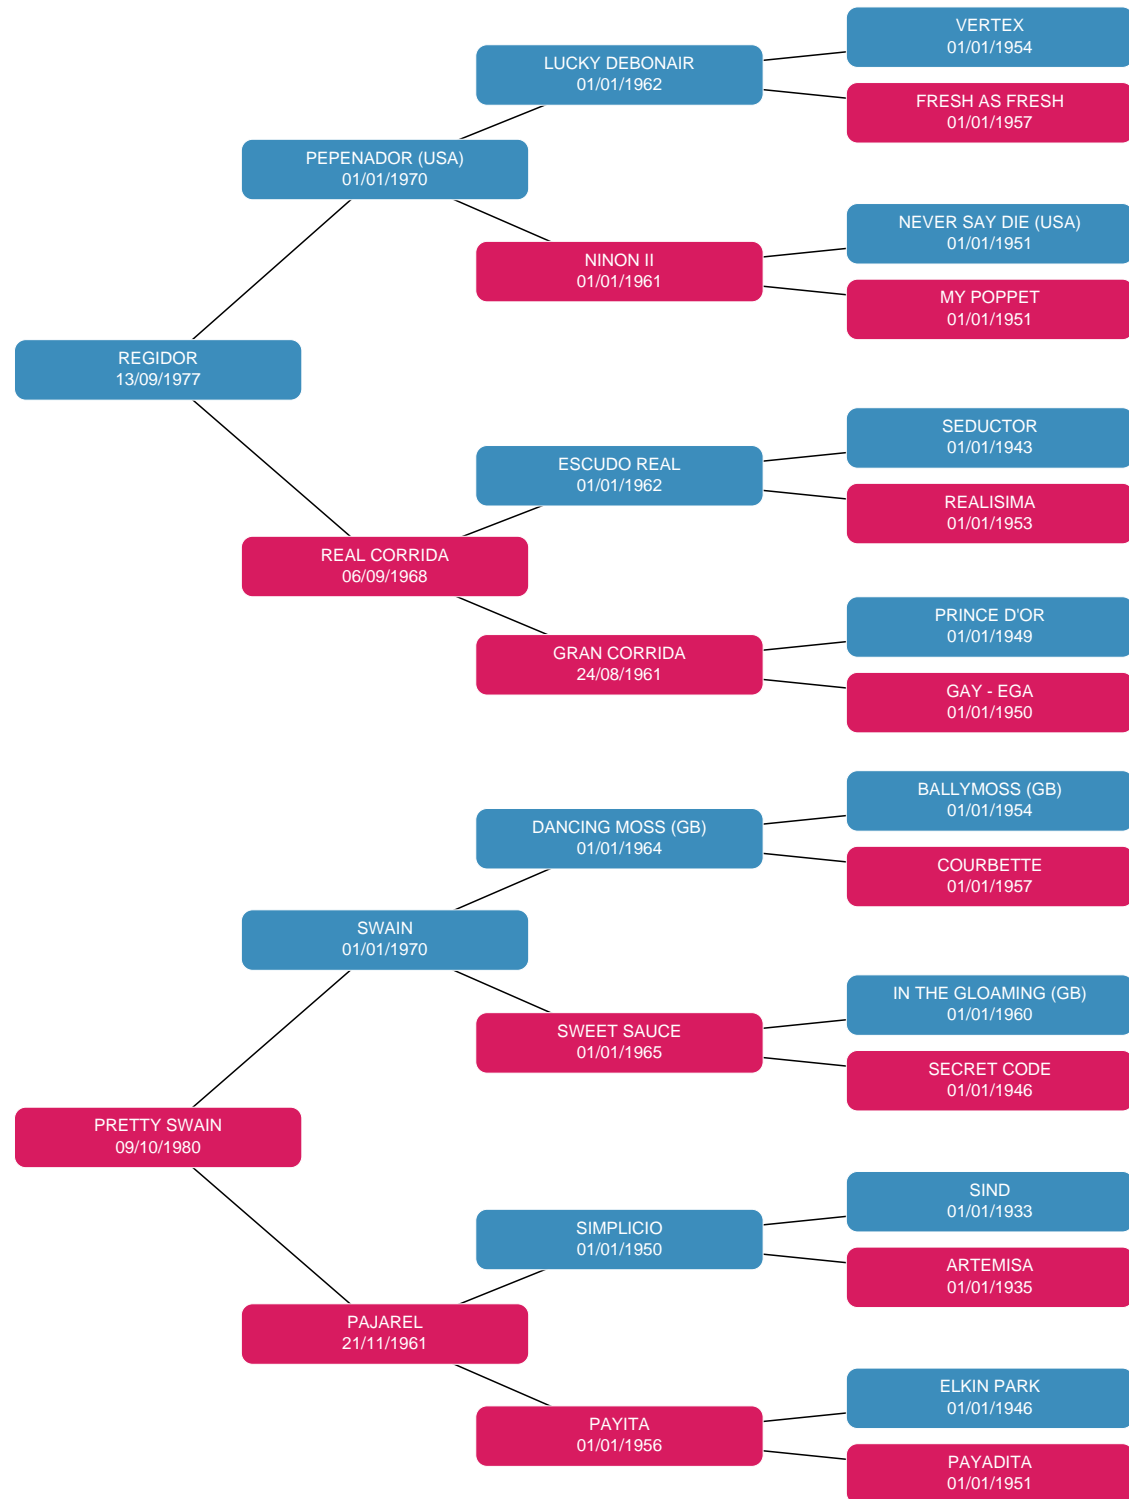 VERTEX
01/01/1954
LUCKY DEBONAIR
01/01/1962
FRESH AS FRESH
01/01/1957
PEPENADOR (USA)
01/01/1970
NEVER SAY DIE (USA)
01/01/1951
NINON II
01/01/1961
MY POPPET
01/01/1951
REGIDOR
13/09/1977
SEDUCTOR
01/01/1943
ESCUDO REAL
01/01/1962
REALISIMA
01/01/1953
REAL CORRIDA
06/09/1968
PRINCE D'OR
01/01/1949
GRAN CORRIDA
24/08/1961
GAY - EGA
01/01/1950
BALLYMOSS (GB)
01/01/1954
DANCING MOSS (GB)
01/01/1964
COURBETTE
01/01/1957
SWAIN
01/01/1970
IN THE GLOAMING (GB)
01/01/1960
SWEET SAUCE
01/01/1965
SECRET CODE
01/01/1946
PRETTY SWAIN
09/10/1980
SIND
01/01/1933
SIMPLICIO
01/01/1950
ARTEMISA
01/01/1935
PAJAREL
21/11/1961
ELKIN PARK
01/01/1946
PAYITA
01/01/1956
PAYADITA
01/01/1951